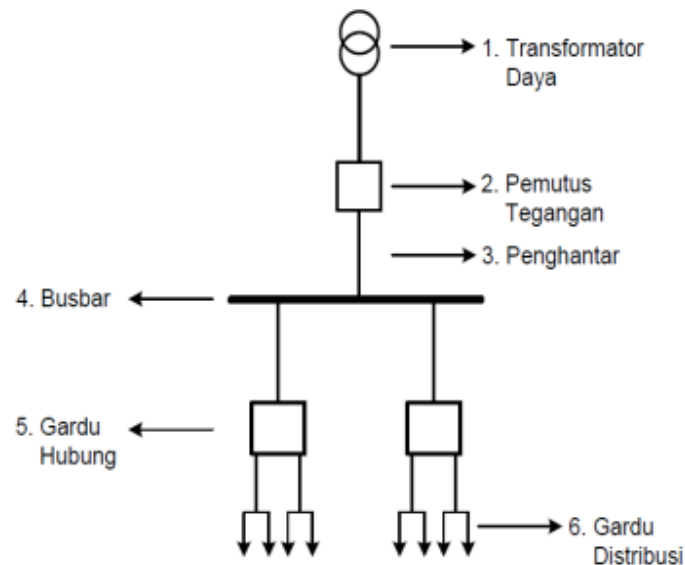 1. Transformator
Daya
2. Pemutus
Tegangan
3. Penghantar
4. Busbar
5. Gardu
Hubung
6. Gardu
Distribusi